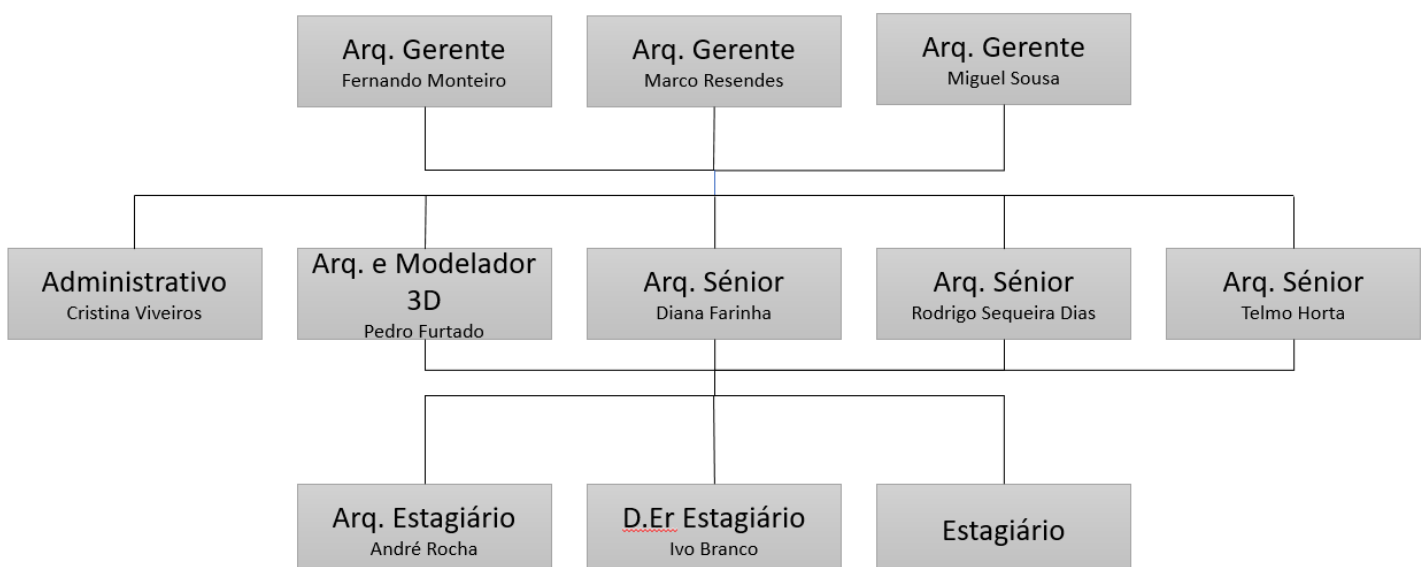 Arq. Gerente
Fernando Monteiro
Arq. Gerente
Marco Resendes
Arq. Gerente
Miguel Sousa
Administrativo
Cristina Viveiros
Arq. e Modelador
3D
Pedro Furtado
Arq. Sénior
Diana Farinha
Arq. Sénior
Rodrigo Sequeira Dias
Arq. Sénior
Telmo Horta
Arq. Estagiário
André Rocha
D.Er Estagiário
Ivo Branco
Estagiário